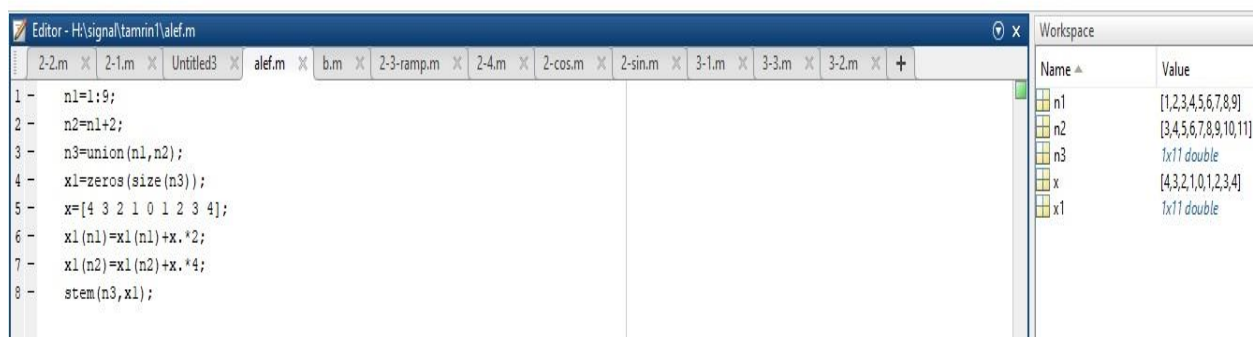 Editor - H:\signal\tamrin1\alef.m
2-2.m 2-1.m Untitled3 alef.m b.m 2-3-ramp.m 2-4.m 2-cos.m 2-sin.m 3-1.m 3-3.m 3-2.m +
1 - n1=1:9;
2 - n2=n1+2;
3 - n3=union(n1,n2);
4 - x1=zeros(size(n3));
5 - x=[4 3 2 1 0 1 2 3 4];
6 - x1(n1)=x1(n1)+x.*2;
7 - x1(n2)=x1(n2)+x.*4;
8 - stem(n3,x1);
Workspace
Name Value
n1 [1,2,3,4,5,6,7,8,9]
n2 [3,4,5,6,7,8,9,10,11]
n3 1x11 double
x [4,3,2,1,0,1,2,3,4]
x1 1x11 double